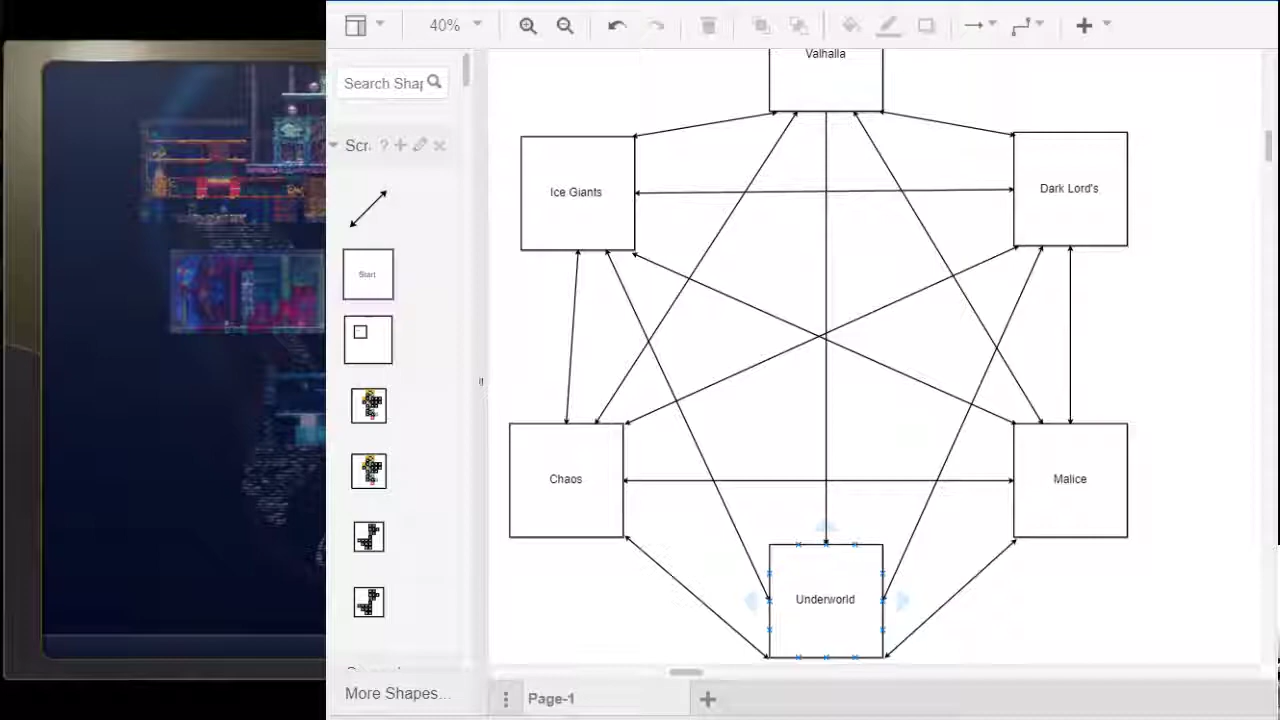 40%
Valhalla
Search Shap
Scr. ?
Ice Giants
Dark Lord's
Start
Chaos
Malice
Underworld
More Shapes...
Page-1